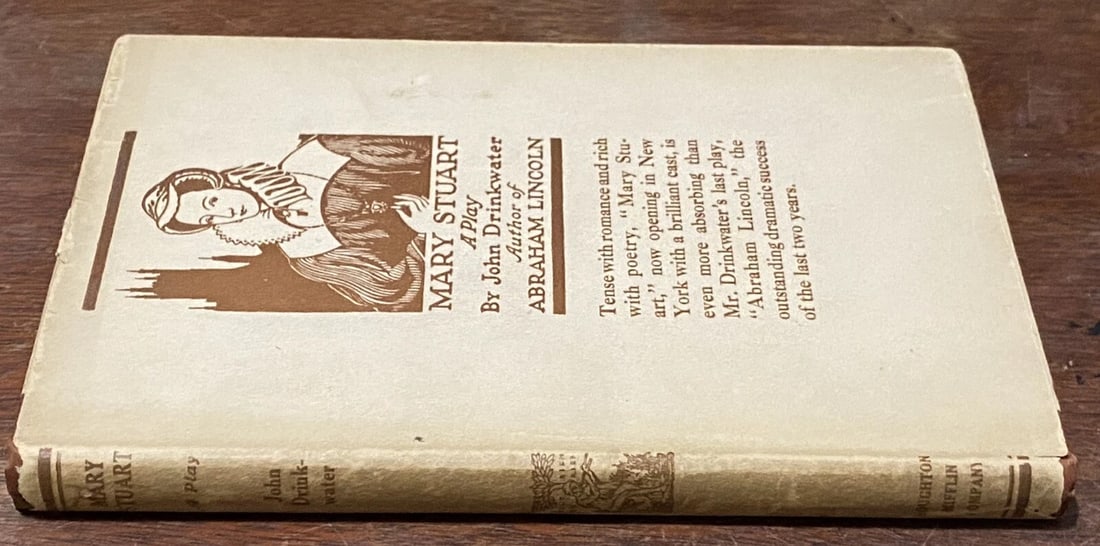 MARY STUART
A Play
By John Drinkwater
Author of
ABRAHAM LINCOLN
Tense with romance and rich
with poetry, “Mary Stu-
art,” now opening in New
York with a brilliant cast, is
even more absorbing than
Mr. Drinkwater's last play,
“Abraham Lincoln,” the
outstanding dramatic success
of the last two years.
MARY
STUART
A Play
John
Drink-
water
HOUGHTON
MIFFLIN
COMPANY